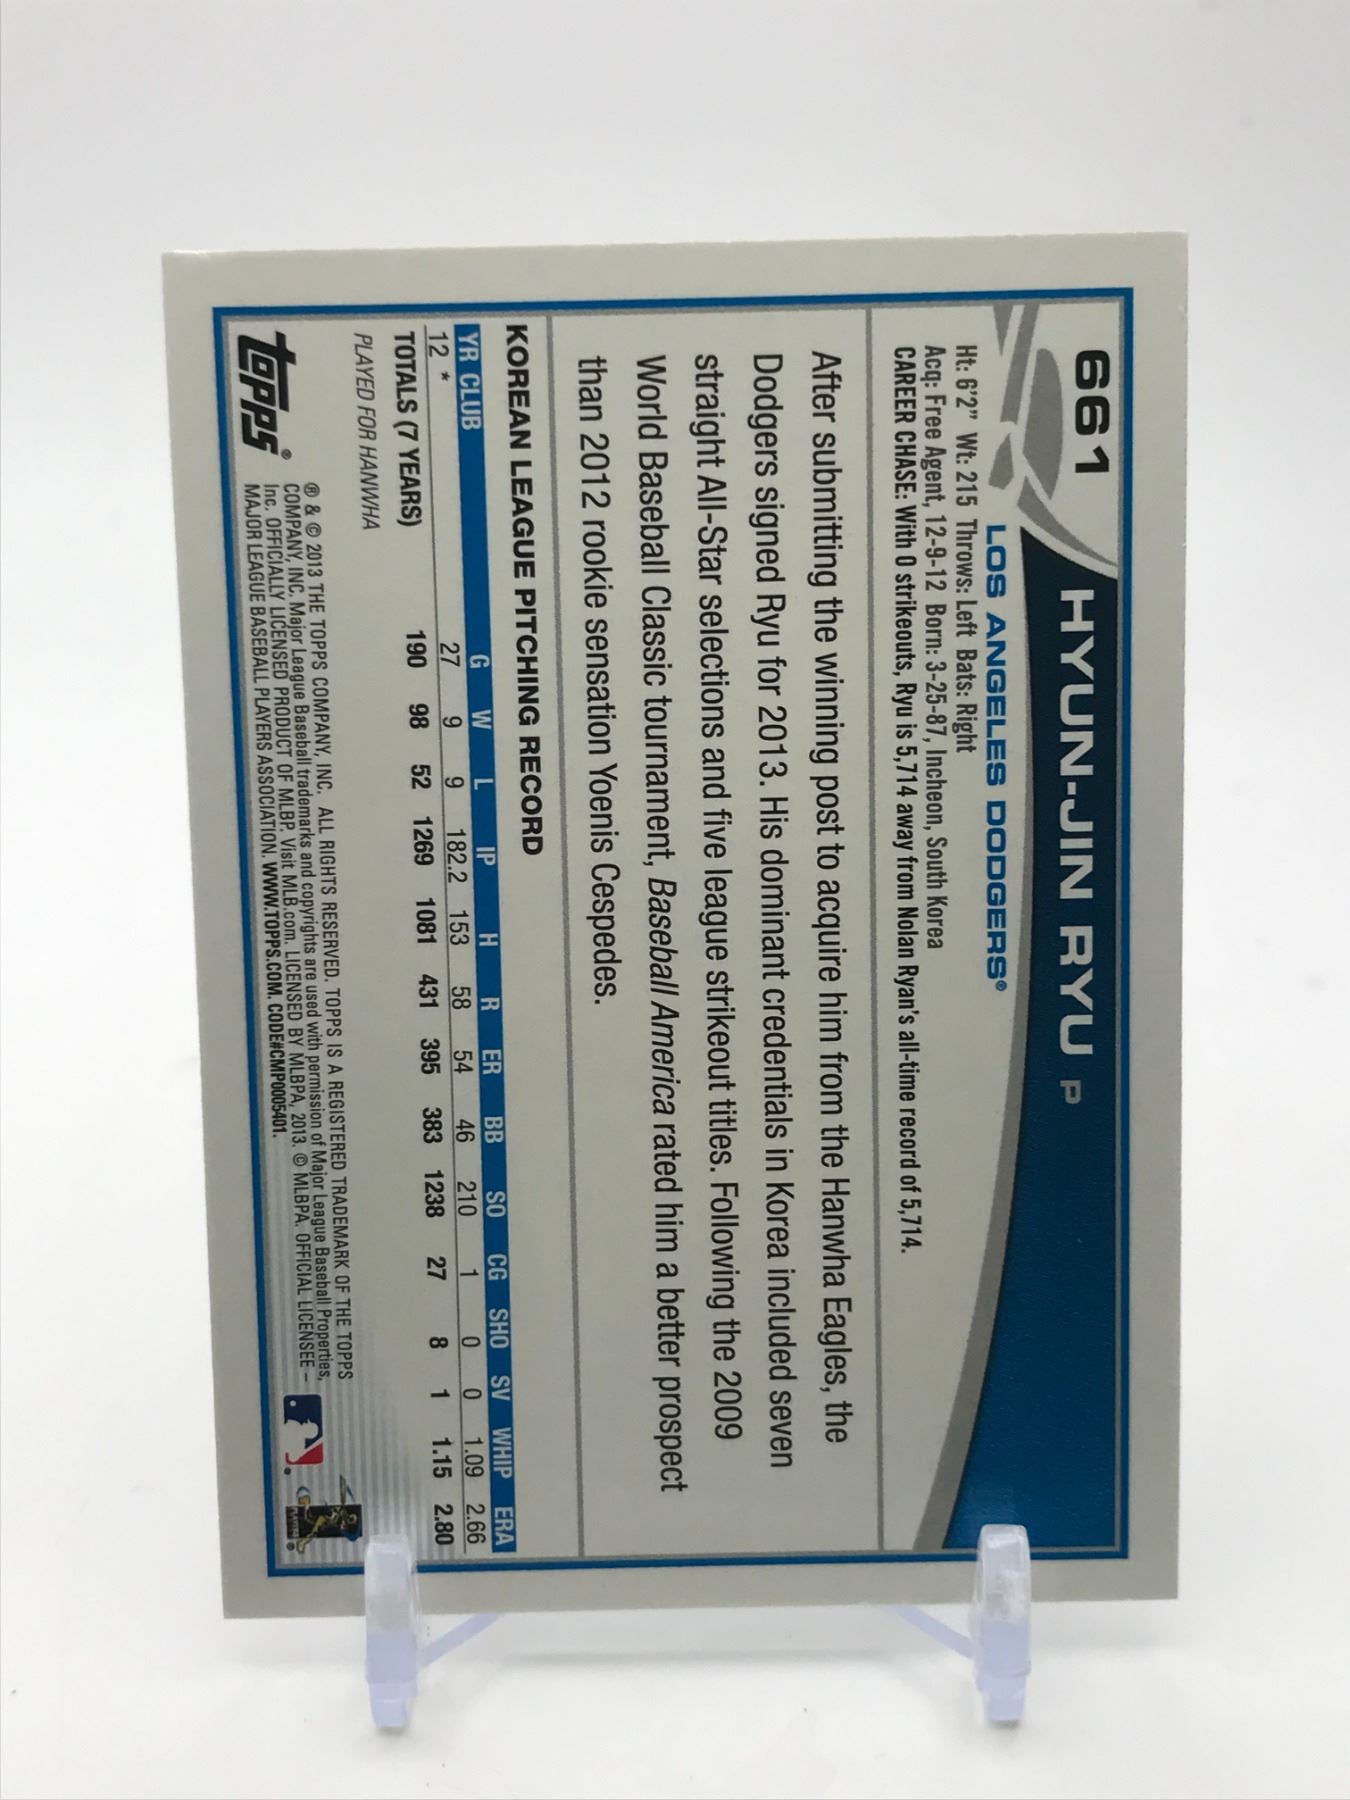 661
HYUN-JIN RYU P
LOS ANGELES DODGERS®
Ht: 6'2" Wt: 215 Throws: Left Bats: Right
Acq: Free Agent, 12-9-12 Born: 3-25-87, Incheon, South Korea
CAREER CHASE: With 0 strikeouts, Ryu is 5,714 away from Nolan Ryan's all-time record of 5,714.
After submitting the winning post to acquire him from the Hanwha Eagles, the
Dodgers signed Ryu for 2013. His dominant credentials in Korea included seven
straight All-Star selections and five league strikeout titles. Following the 2009
World Baseball Classic tournament, Baseball America rated him a better prospect
than 2012 rookie sensation Yoenis Cespedes.
KOREAN LEAGUE PITCHING RECORD
YR CLUB G W L IP H R ER BB SO CG SHO SV WHIP ERA
12 * 27 9 9 182.2 153 58 54 46 210 1 0 0 1.09 2.66
TOTALS (7 YEARS) 190 98 52 1269 1081 431 395 383 1238 27 8 1 1.15 2.80
PLAYED FOR HANWHA
topps®
® & © 2013 THE TOPPS COMPANY, INC. ALL RIGHTS RESERVED. TOPPS IS A REGISTERED TRADEMARK OF THE TOPPS
COMPANY, INC. Major League Baseball trademarks and copyrights are used with permission of Major League Baseball Properties,
Inc. OFFICIALLY LICENSED PRODUCT OF MLBP. Visit MLB.com. LICENSED BY MLBPA, 2013. © MLBPA. OFFICIAL LICENSEE –
MAJOR LEAGUE BASEBALL PLAYERS ASSOCIATION. WWW.TOPPS.COM. CODE#CMP005401.